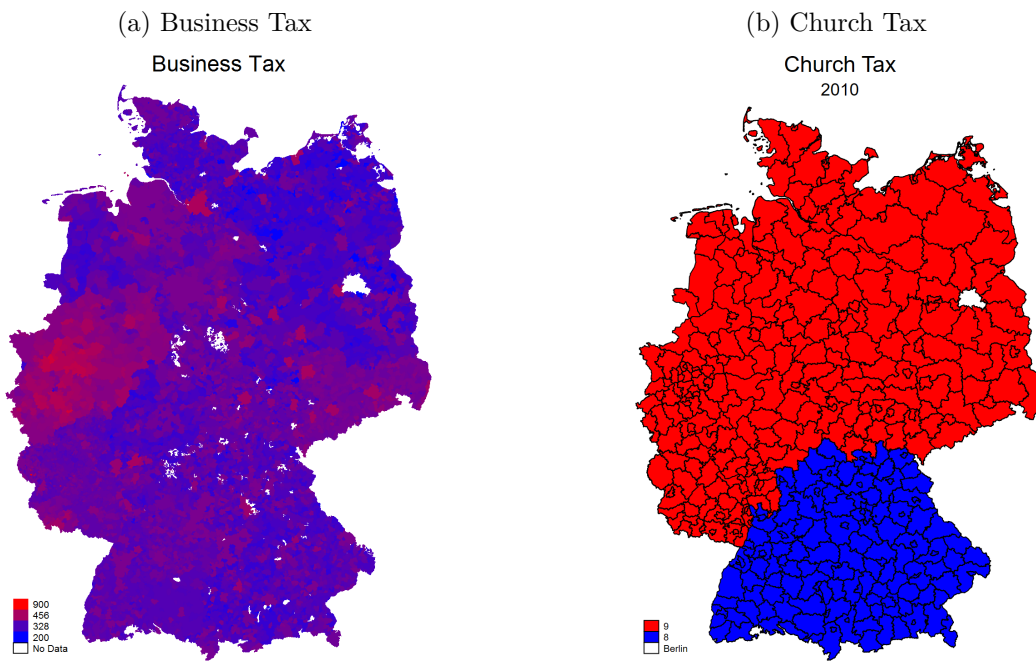 (a) Business Tax
Business Tax
900
456
328
200
No Data
(b) Church Tax
Church Tax
2010
9
8
Berlin